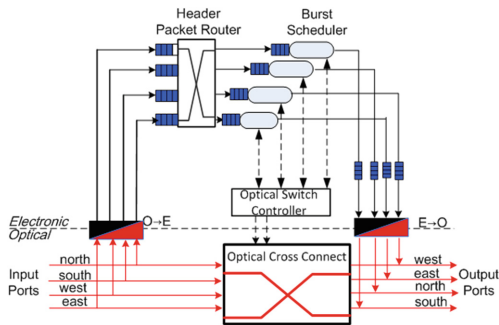 Header
Packet Router
Burst
Scheduler
Optical Switch
Controller
Electronic
Optical
O→E
E→O
Optical Cross Connect
Input
Ports
north
south
west
east
west
east
north
south
Output
Ports